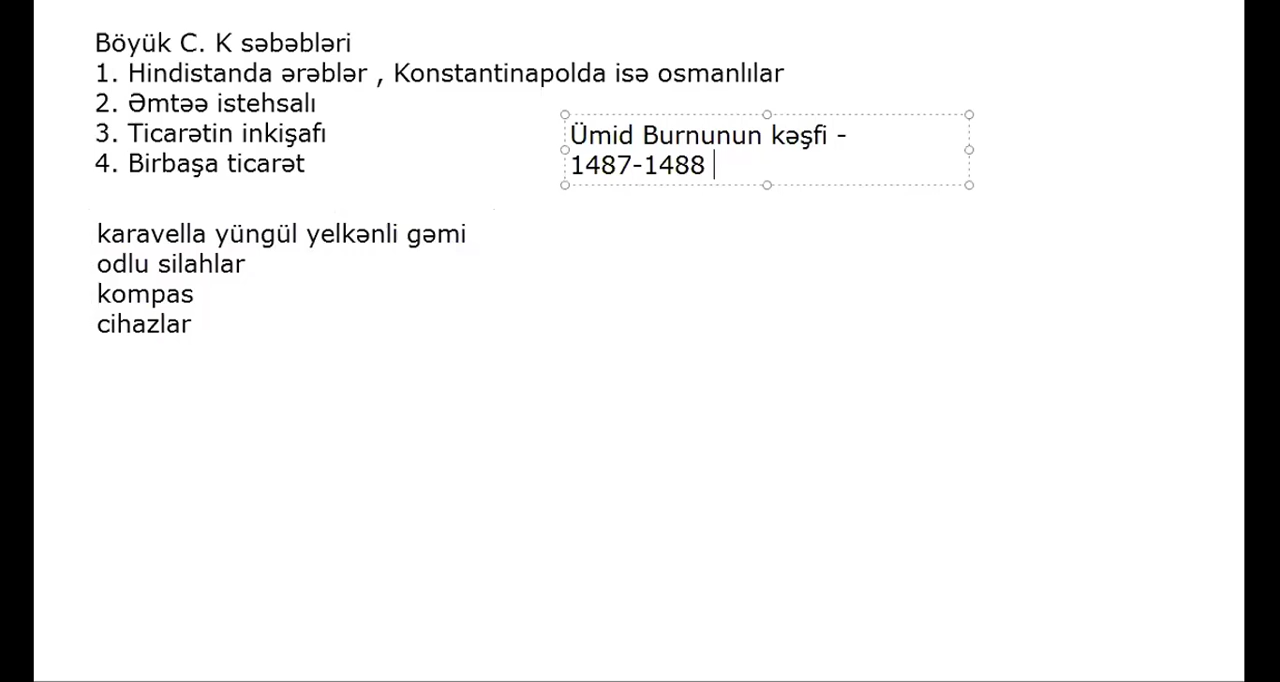 Böyük C. K səbəbləri
1. Hindistanda ərəblər , Konstantinapolda isə osmanlılar
2. Əmtəə istehsalı
3. Ticarətin inkişafı
4. Birbaşa ticarət
Ümid Burnunun kəşfi -
1487-1488
karavella yüngül yelkənli gəmi
odlu silahlar
kompas
cihazlar